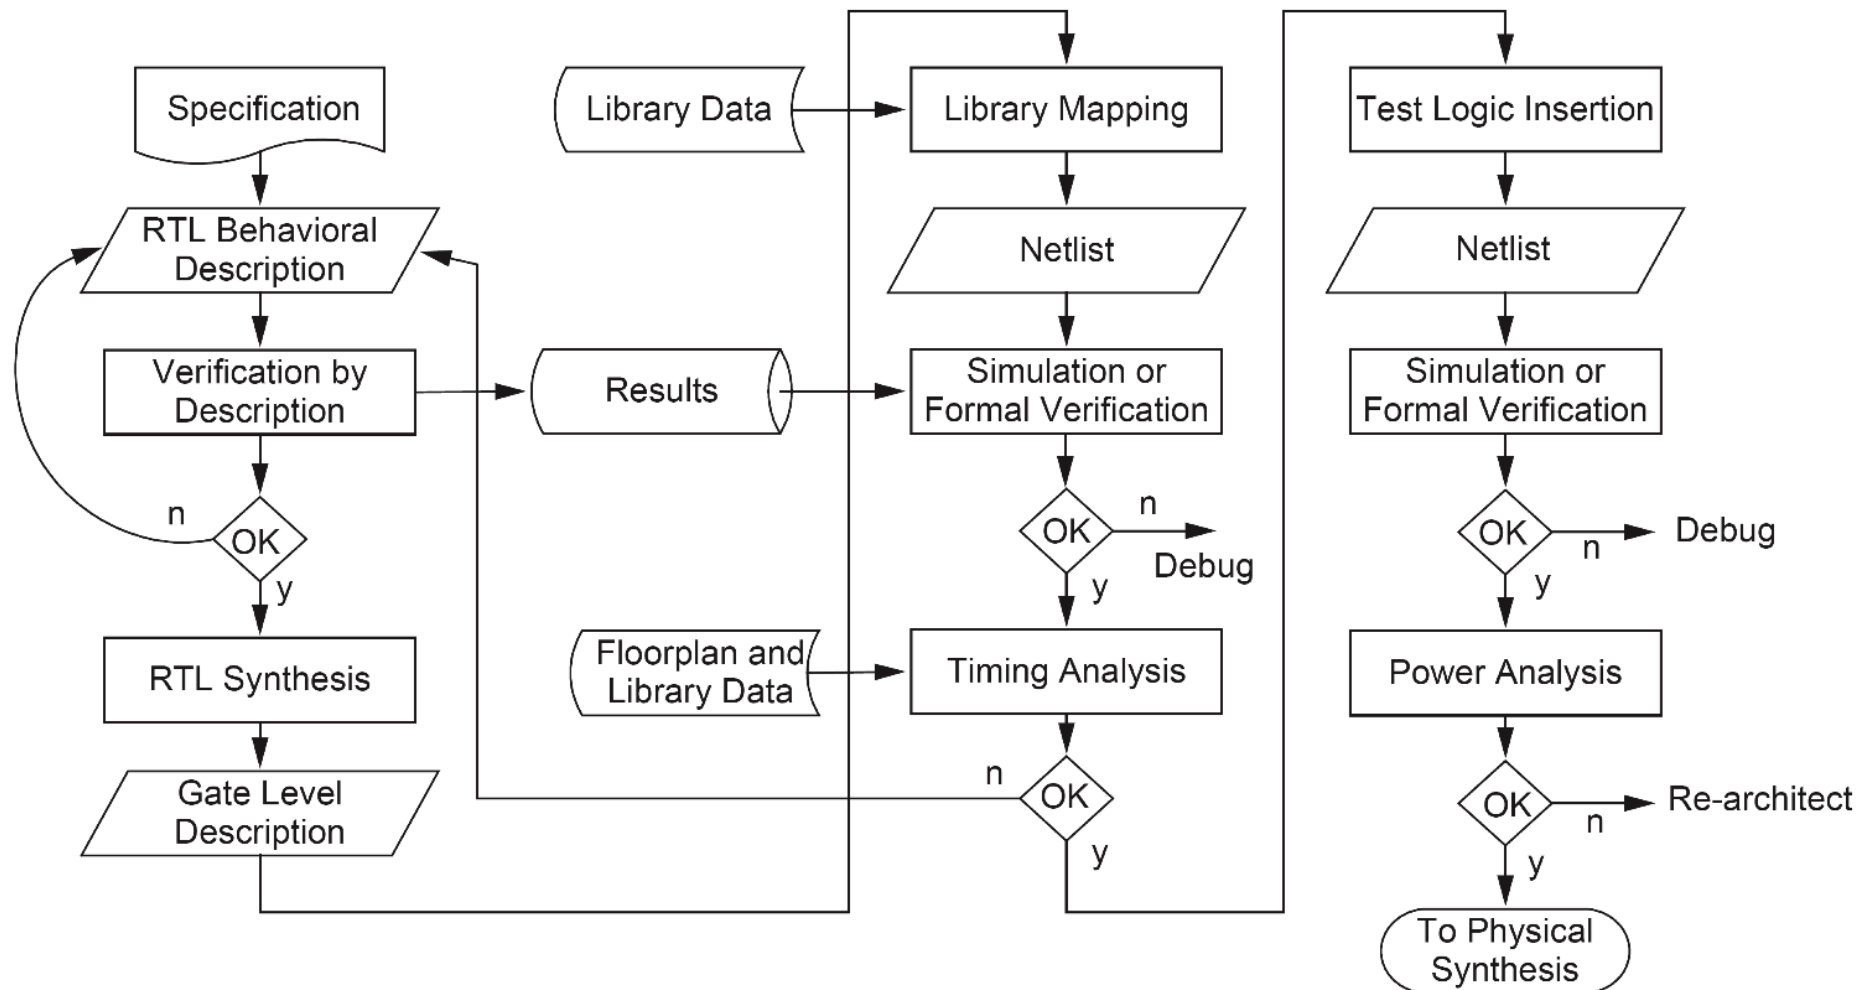 Specification
RTL Behavioral
Description
Verification by
Description
n
OK
y
RTL Synthesis
Gate Level
Description
Library Data
Results
Floorplan and
Library Data
Library Mapping
Netlist
Simulation or
Formal Verification
OK
n
Debug
y
Timing Analysis
n
OK
y
Test Logic Insertion
Netlist
Simulation or
Formal Verification
OK
n
Debug
y
Power Analysis
OK
n
Re-architect
y
To Physical
Synthesis